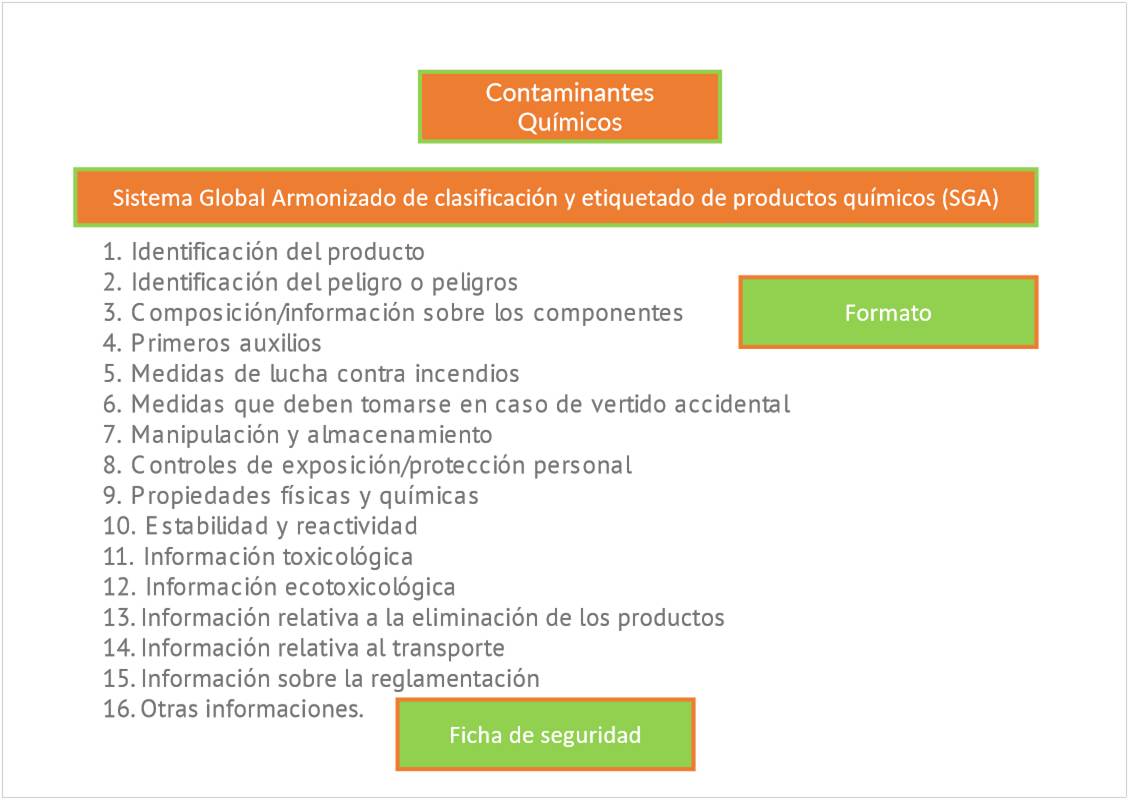 Contaminantes
Químicos
Sistema Global Armonizado de clasificación y etiquetado de productos químicos (SGA)
1. Identificación del producto
2. Identificación del peligro o peligros
3. Composición/información sobre los componentes
Formato
4. Primeros auxilios
5. Medidas de lucha contra incendios
6. Medidas que deben tomarse en caso de vertido accidental
7. Manipulación y almacenamiento
8. Controles de exposición/protección personal
9. Propiedades físicas y químicas
10. Estabilidad y reactividad
11. Información toxicológica
12. Información ecotoxicológica
13. Información relativa a la eliminación de los productos
14. Información relativa al transporte
15. Información sobre la reglamentación
16. Otras informaciones.
Ficha de seguridad